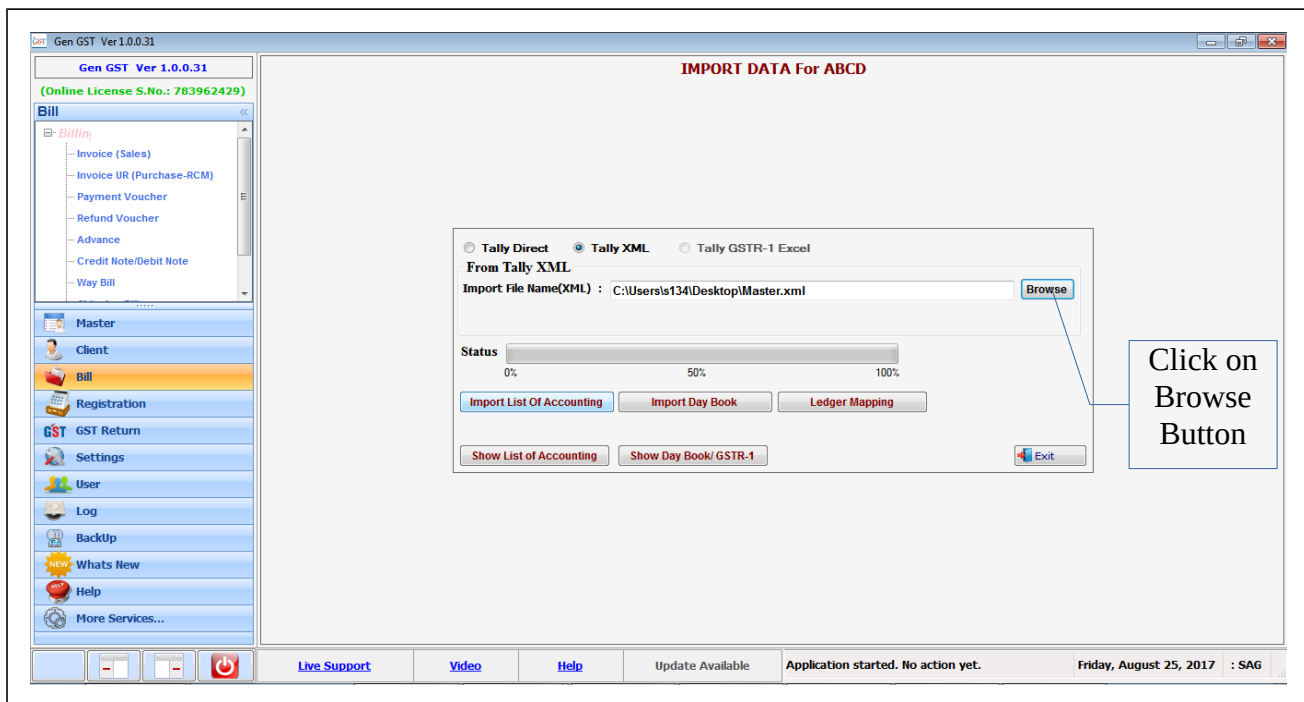 GST Gen GST Ver 1.0.0.31
Gen GST Ver 1.0.0.31
(Online License S.No.: 783962429)
Bill
Billing
Invoice (Sales)
Invoice UR (Purchase-RCM)
Payment Voucher
Refund Voucher
Advance
Credit Note/Debit Note
Way Bill
Master
Client
Bill
Registration
GST GST Return
Settings
User
Log
BackUp
NEW Whats New
Help
More Services...
IMPORT DATA For ABCD
Tally Direct Tally XML Tally GSTR-1 Excel
From Tally XML
Import File Name(XML) : C:\Users\s134\Desktop\Master.xml Browse
Status
0% 50% 100%
Import List Of Accounting Import Day Book Ledger Mapping
Show List of Accounting Show Day Book/ GSTR-1 Exit
Click on
Browse
Button
Live Support Video Help Update Available Application started. No action yet. Friday, August 25, 2017 : SAG